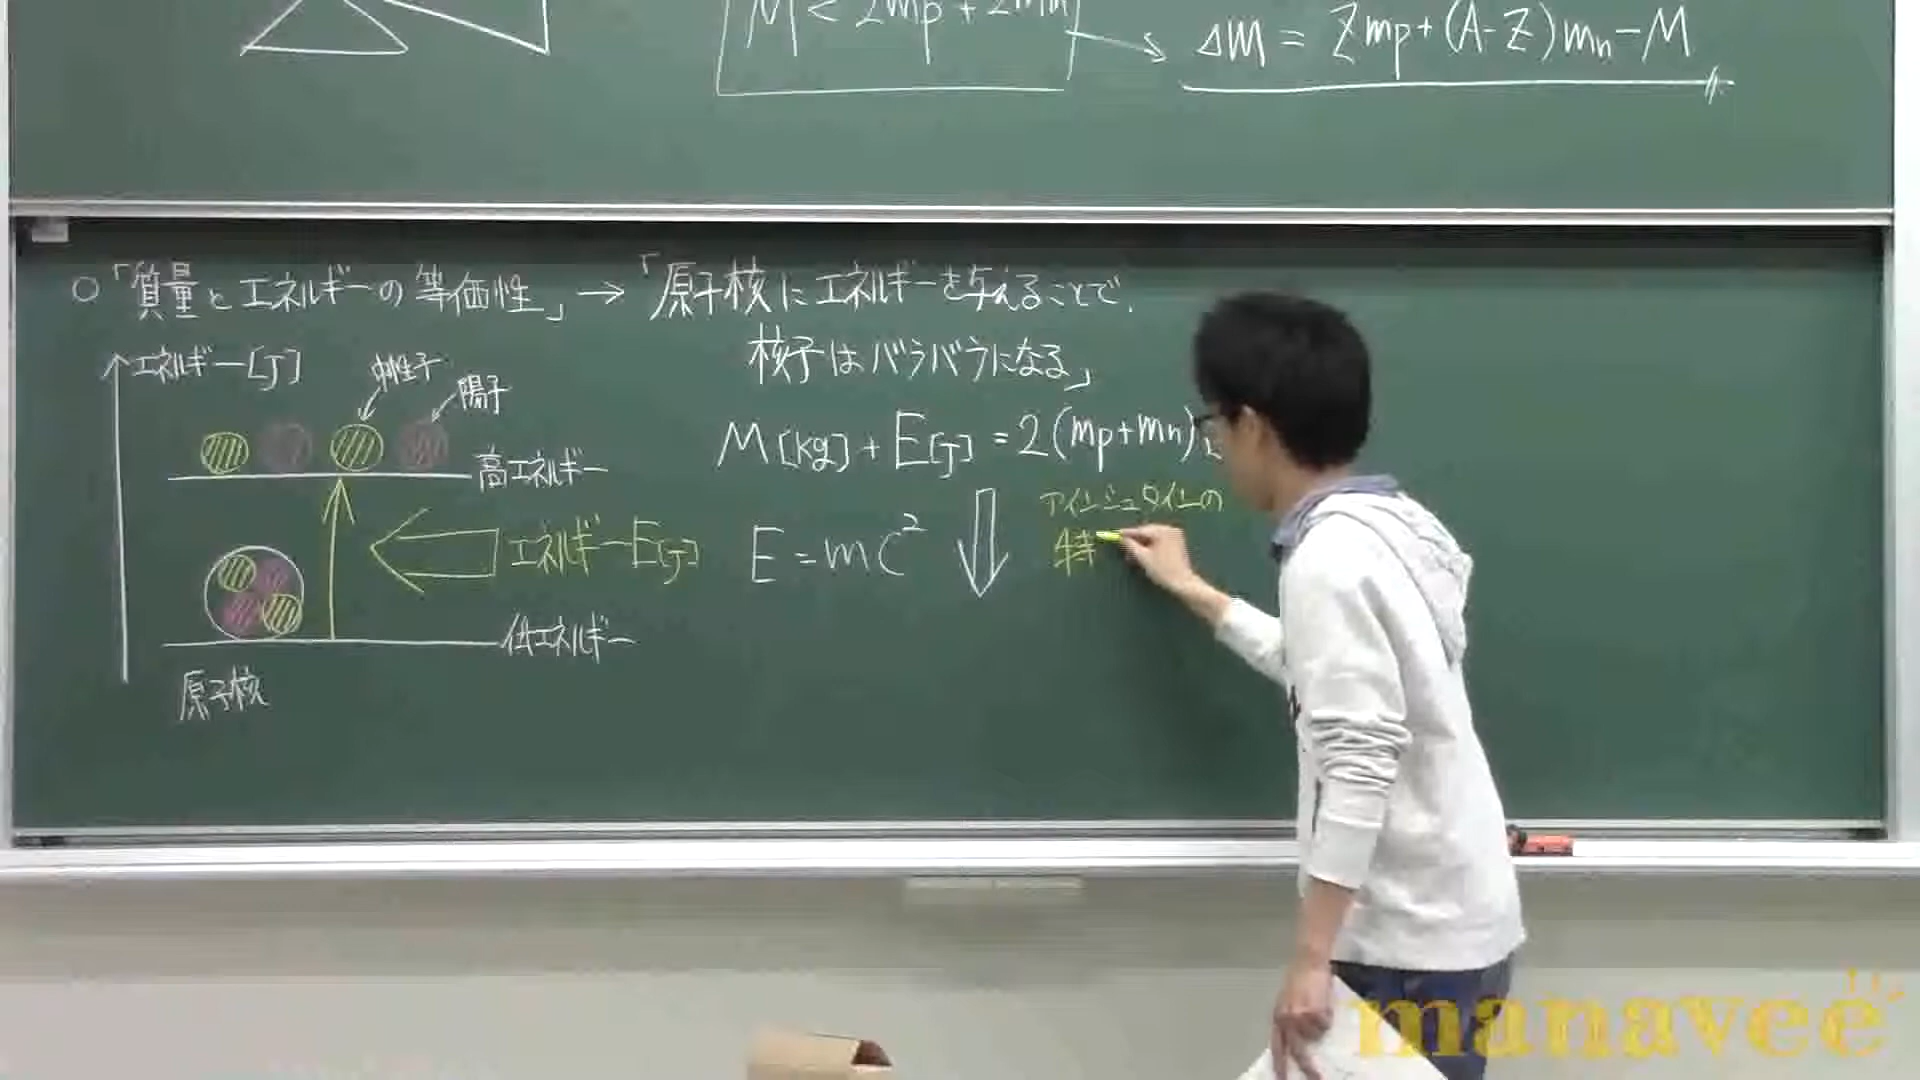 M < 2mp + 2mn
ΔM = Zmp+(A-Z)mn-M
○「質量とエネルギーの等価性」→「原子核にエネルギーを与えることで,
核子はバラバラになる」
エネルギー[J]
中性子
陽子
高エネルギー
M[kg] + E[J] = 2(mp+mn)
エネルギーE[J]
E = mc²
アインシュタインの
特
低エネルギー
原子核
manavee